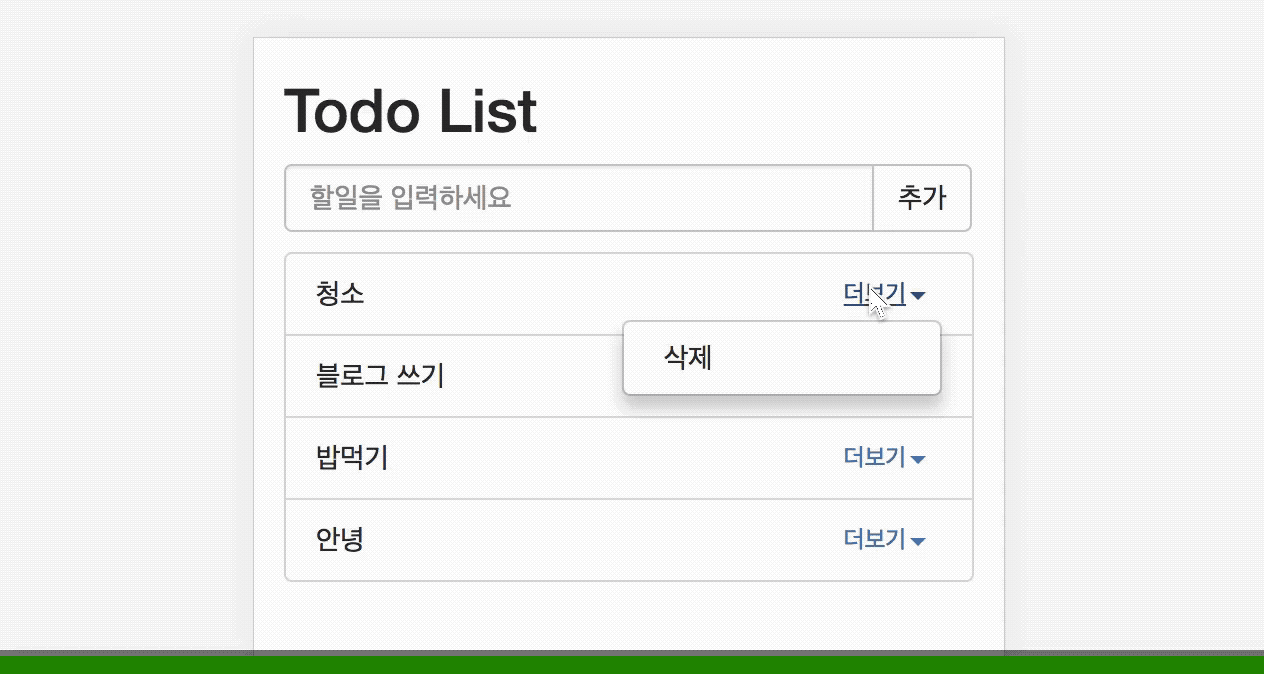 Todo List
할일을 입력하세요 추가
청소 더보기
삭제
블로그 쓰기
밥먹기 더보기
안녕 더보기